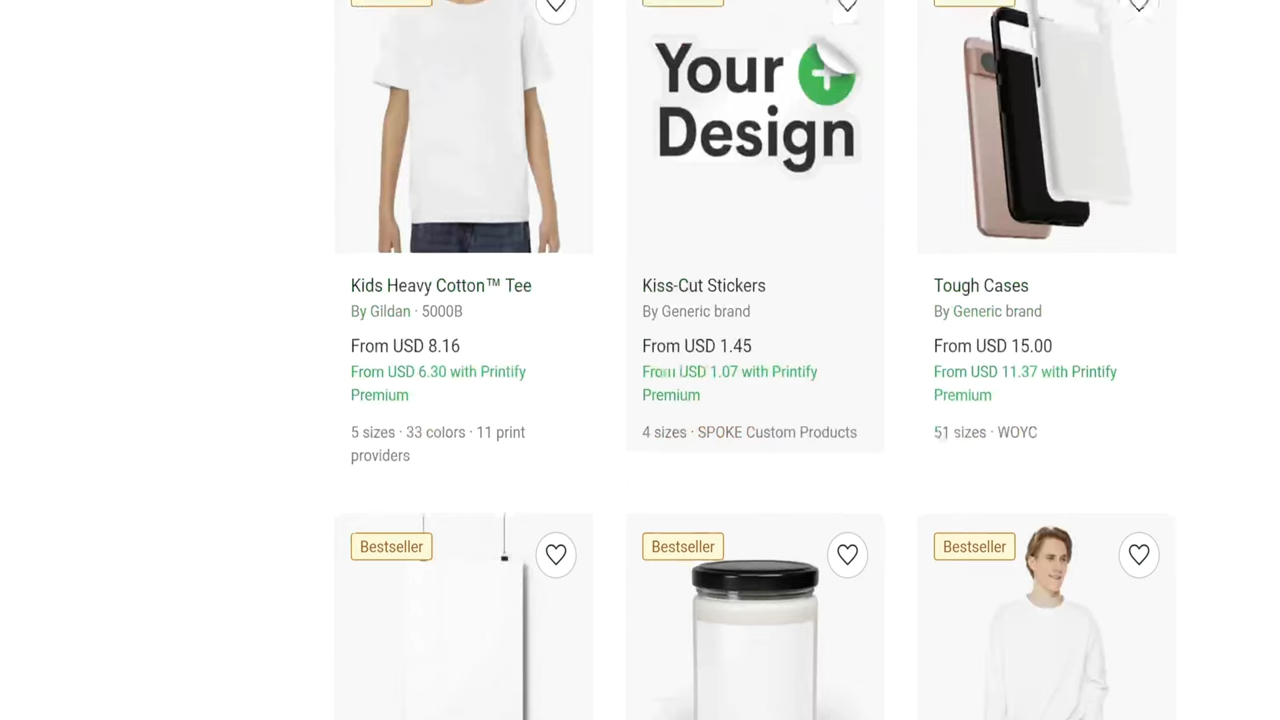 Your
Design
Kids Heavy Cotton™ Tee
By Gildan · 5000B
From USD 8.16
From USD 6.30 with Printify
Premium
5 sizes · 33 colors · 11 print
providers
Kiss-Cut Stickers
By Generic brand
From USD 1.45
From USD 1.07 with Printify
Premium
4 sizes · SPOKE Custom Products
Tough Cases
By Generic brand
From USD 15.00
From USD 11.37 with Printify
Premium
51 sizes · WOYC
Bestseller
Bestseller
Bestseller